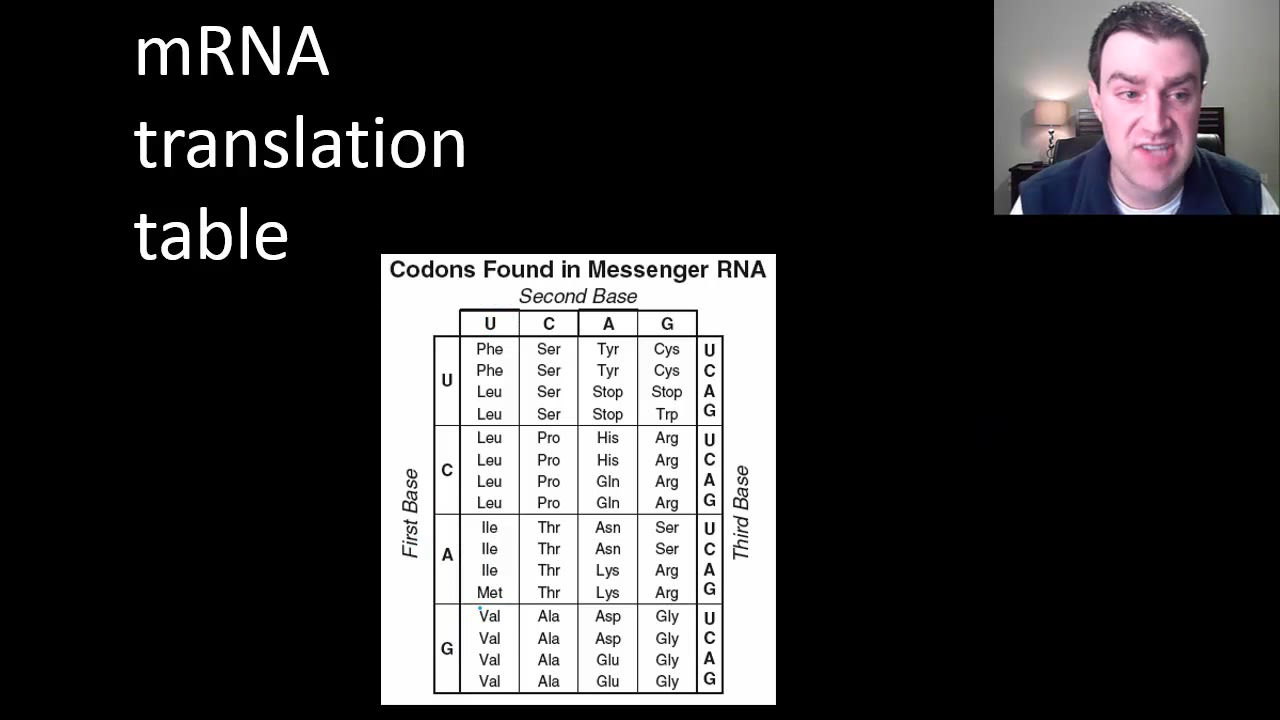 mRNA
translation
table
Codons Found in Messenger RNA
Second Base
U C A G
Phe Ser Tyr Cys U
Phe Ser Tyr Cys C
U
Leu Ser Stop Stop A
Leu Ser Stop Trp G
Leu Pro His Arg U
Leu Pro His Arg C
C
Leu Pro Gln Arg A
Leu Pro Gln Arg G
First Base
Ile Thr Asn Ser U
Ile Thr Asn Ser C
A
Ile Thr Lys Arg A
Met Thr Lys Arg G
Third Base
Val Ala Asp Gly U
Val Ala Asp Gly C
G
Val Ala Glu Gly A
Val Ala Glu Gly G